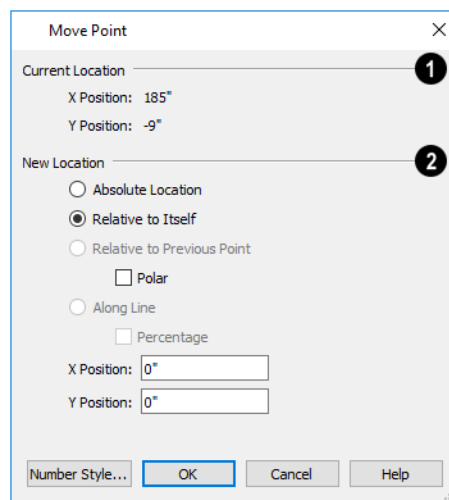 Move Point
Current Location 1
X Position: 185"
Y Position: -9"
New Location 2
Absolute Location
Relative to Itself
Relative to Previous Point
Polar
Along Line
Percentage
X Position: 0"
Y Position: 0"
Number Style... OK Cancel Help